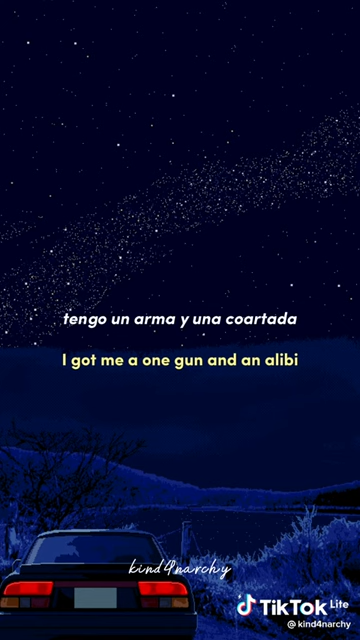 tengo un arma y una coartada
I got me a one gun and an alibi
kind4narchy
TikTok Lite
@kind4narchy